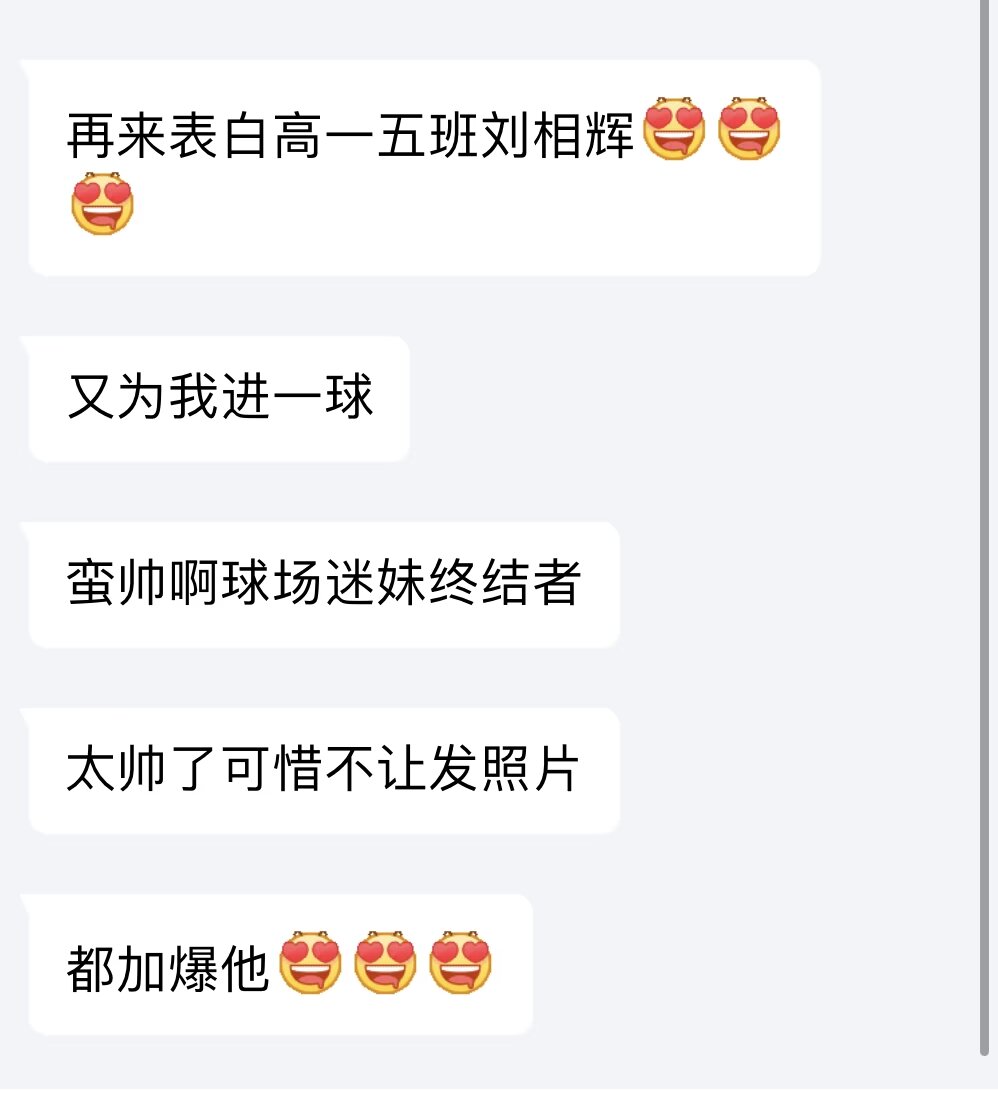 再来表白高一五班刘相辉😍😍
😍
又为我进一球
蛮帅啊球场迷妹终结者
太帅了可惜不让发照片
都加爆他😍😍😍